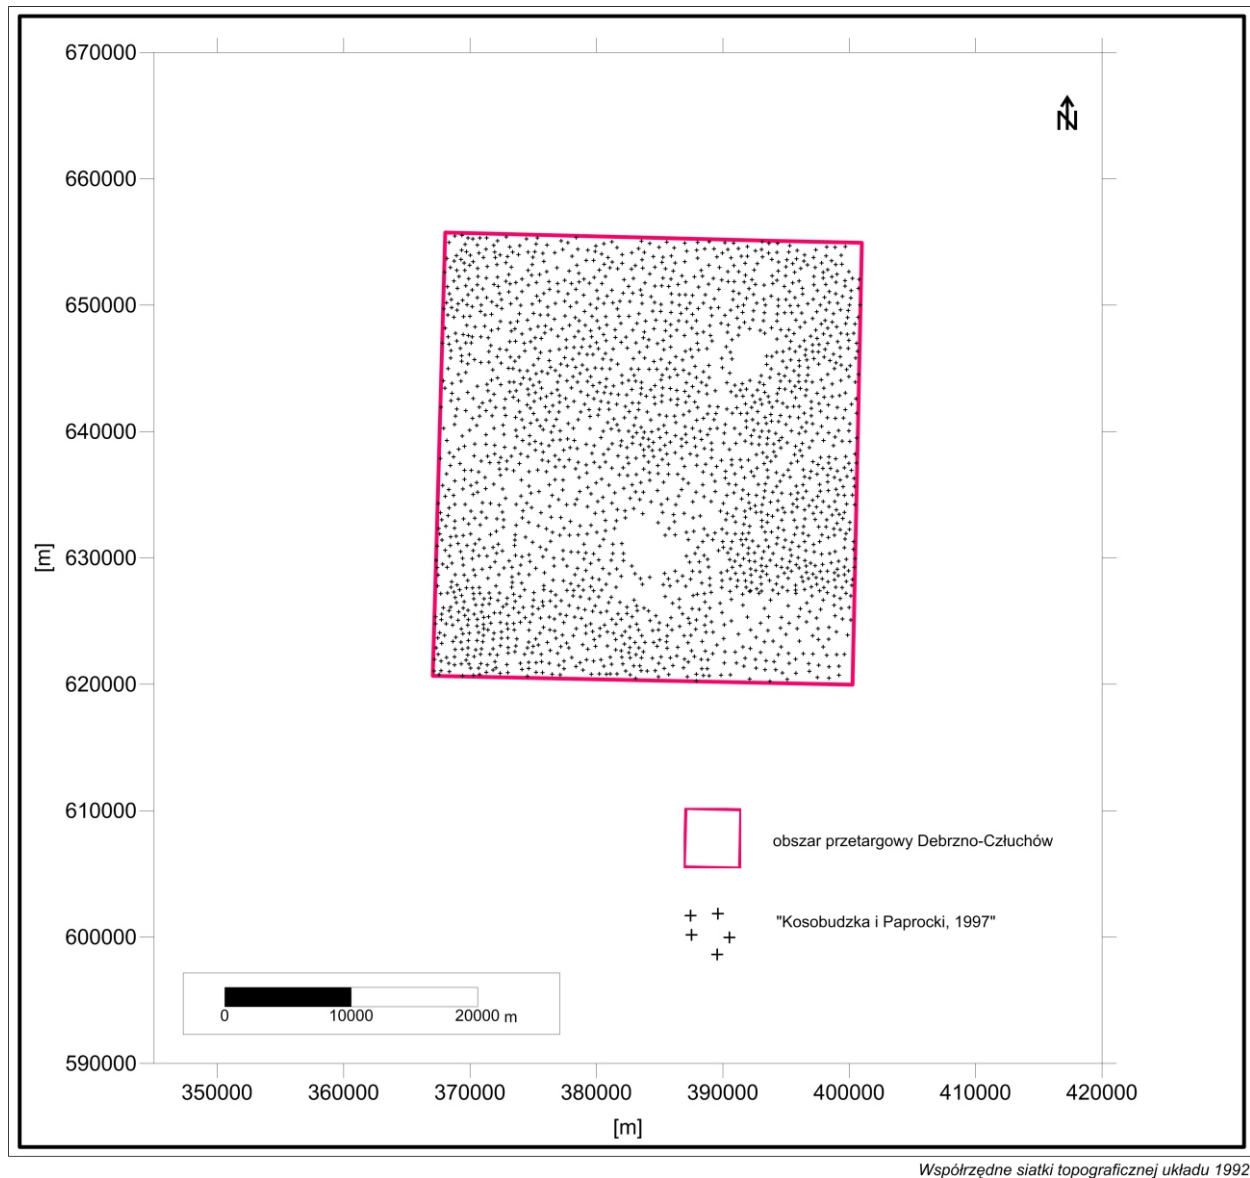 670000
N
660000
650000
640000
630000
[m]
620000
610000
obszar przetargowy Debrzno-Człuchów
"Kosobudzka i Paprocki, 1997"
600000
0 10000 20000 m
590000
350000 360000 370000 380000 390000 400000 410000 420000
[m]
Współrzędne siatki topograficznej układu 1992